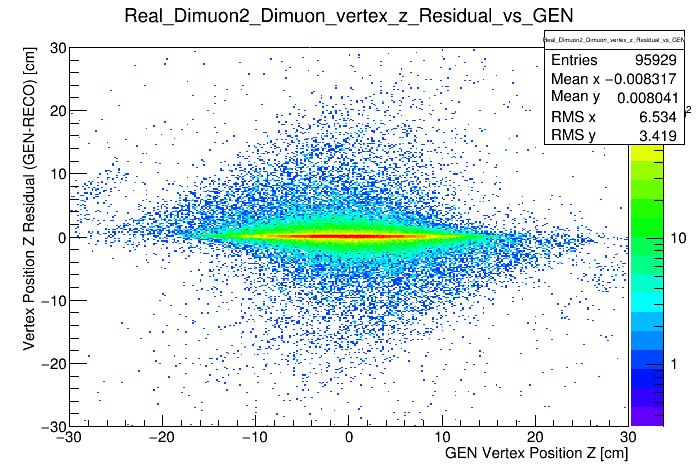 Real_Dimuon2_Dimuon_vertex_z_Residual_vs_GEN
Real_Dimuon2_Dimuon_vertex_z_Residual_vs_GEN
Entries 95929
Mean x −0.008317
Mean y 0.008041
RMS x 6.534
RMS y 3.419
Vertex Position Z Residual (GEN-RECO) [cm]
30
20
10
0
−10
−20
−30
−30 −20 −10 0 10 20 30
GEN Vertex Position Z [cm]
2
10
1